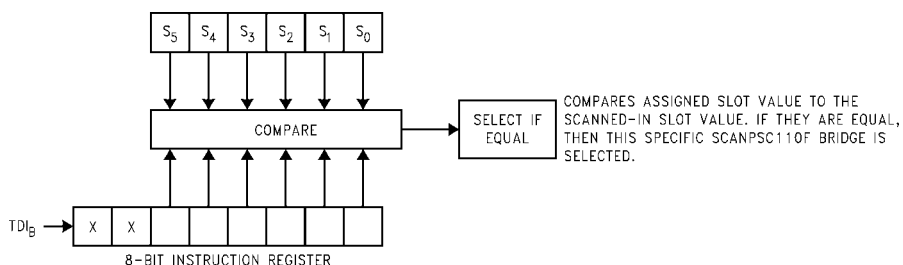 S5 S4 S3 S2 S1 S0
COMPARE
SELECT IF
EQUAL
COMPARES ASSIGNED SLOT VALUE TO THE
SCANNED-IN SLOT VALUE. IF THEY ARE EQUAL,
THEN THIS SPECIFIC SCANPSC110F BRIDGE IS
SELECTED.
TDIB X X
8-BIT INSTRUCTION REGISTER